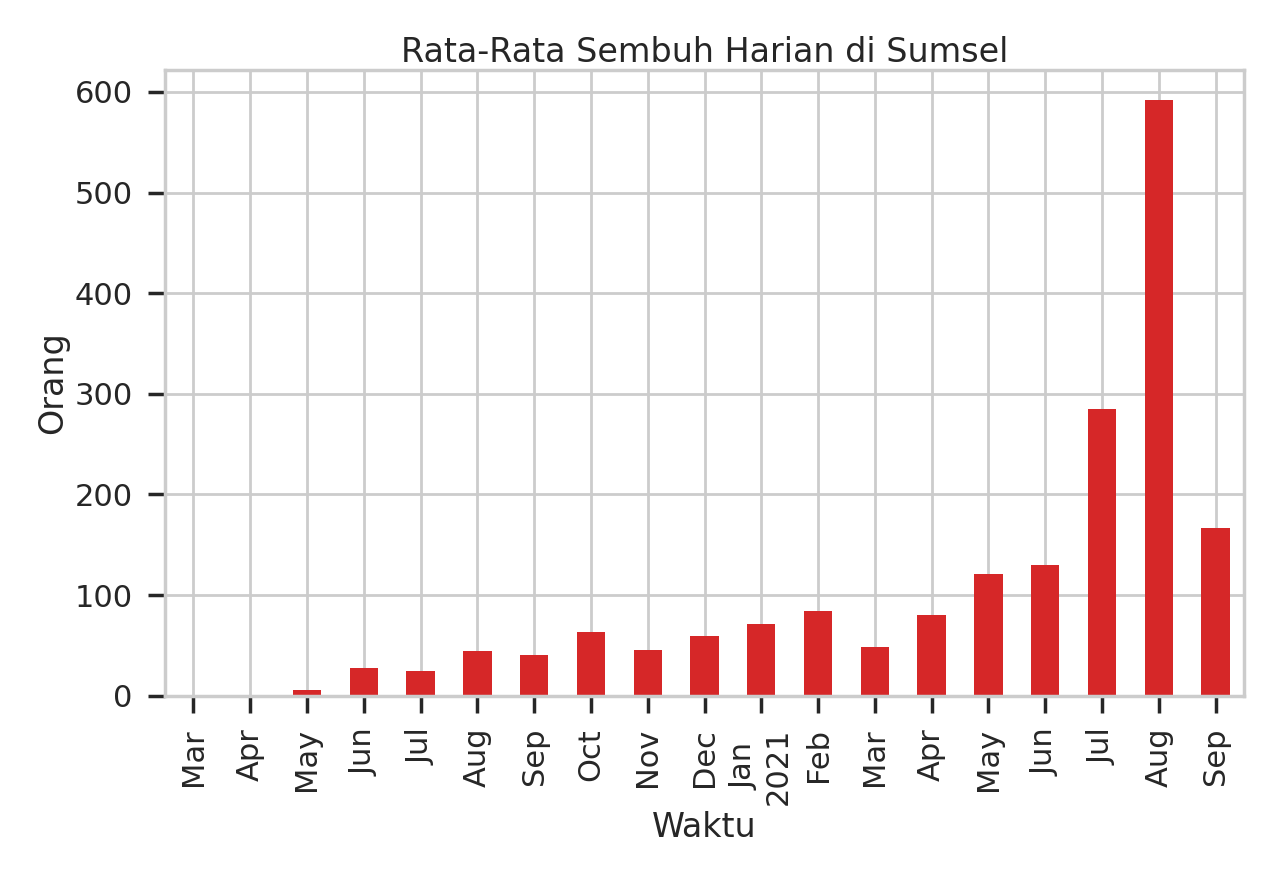 Rata-Rata Sembuh Harian di Sumsel
600
500
400
300
200
100
0
Orang
Mar
Apr
May
Jun
Jul
Aug
Sep
Oct
Nov
Dec
Jan
2021
Feb
Mar
Apr
May
Jun
Jul
Aug
Sep
Waktu